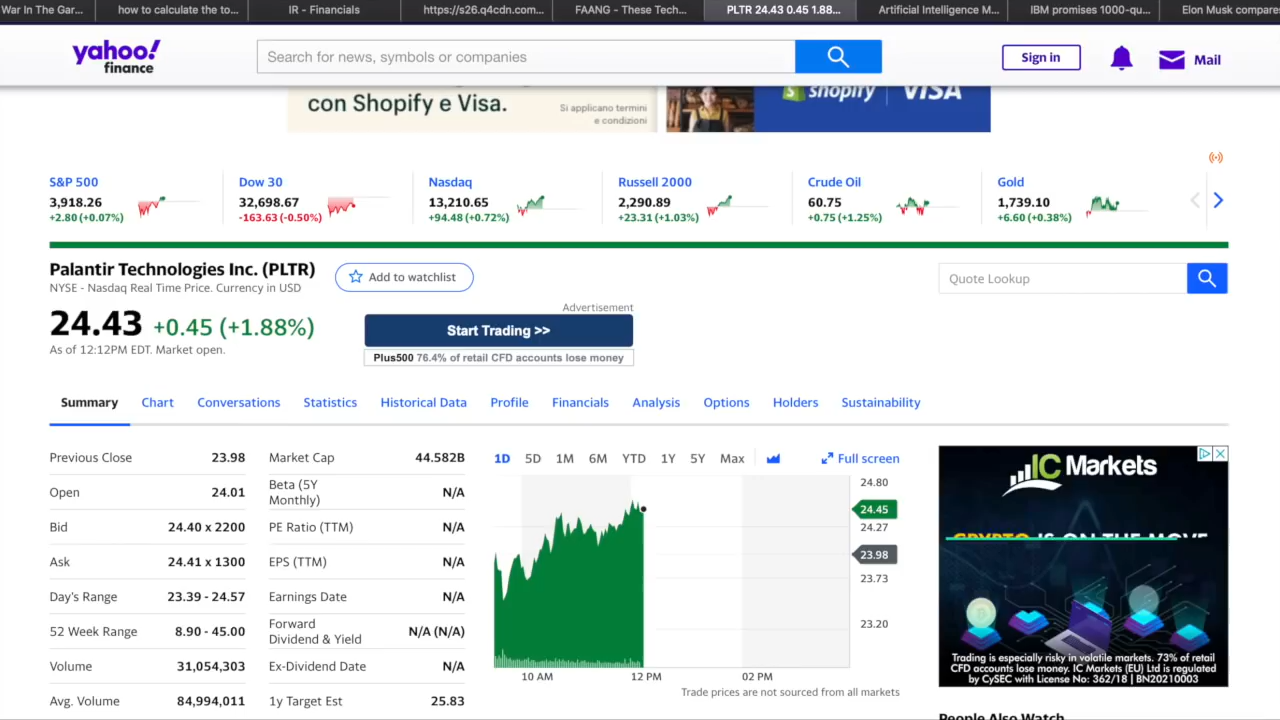 War In The Gar...
how to calculate the to...
IR - Financials
https://s26.q4cdn.com...
FAANG - These Tech...
PLTR 24.43 0.45 1.88...
Artificial Intelligence M...
IBM promises 1000-qu...
Elon Musk compares
yahoo!
finance
Search for news, symbols or companies
Sign in
Mail
con Shopify e Visa.
Si applicano termini
e condizioni
shopify
VISA
S&P 500
3,918.26
+2.80 (+0.07%)
Dow 30
32,698.67
-163.63 (-0.50%)
Nasdaq
13,210.65
+94.48 (+0.72%)
Russell 2000
2,290.89
+23.31 (+1.03%)
Crude Oil
60.75
+0.75 (+1.25%)
Gold
1,739.10
+6.60 (+0.38%)
Palantir Technologies Inc. (PLTR)
NYSE - Nasdaq Real Time Price. Currency in USD
Add to watchlist
Quote Lookup
24.43 +0.45 (+1.88%)
As of 12:12PM EDT. Market open.
Advertisement
Start Trading >>
Plus500 76.4% of retail CFD accounts lose money
Summary
Chart
Conversations
Statistics
Historical Data
Profile
Financials
Analysis
Options
Holders
Sustainability
Previous Close 23.98
Open 24.01
Bid 24.40 x 2200
Ask 24.41 x 1300
Day's Range 23.39 - 24.57
52 Week Range 8.90 - 45.00
Volume 31,054,303
Avg. Volume 84,994,011
Market Cap 44.582B
Beta (5Y
Monthly) N/A
PE Ratio (TTM) N/A
EPS (TTM) N/A
Earnings Date N/A
Forward
Dividend & Yield N/A (N/A)
Ex-Dividend Date N/A
1y Target Est 25.83
1D 5D 1M 6M YTD 1Y 5Y Max
Full screen
24.80
24.45
24.27
23.98
23.73
23.20
10 AM
12 PM
02 PM
Trade prices are not sourced from all markets
IC Markets
CRYPTO IS ON THE MOVE
Trading is especially risky in volatile markets. 73% of retail
CFD accounts lose money. IC Markets (EU) Ltd is regulated
by CySEC with License No: 362/18 | BN20210003
People Also Watch